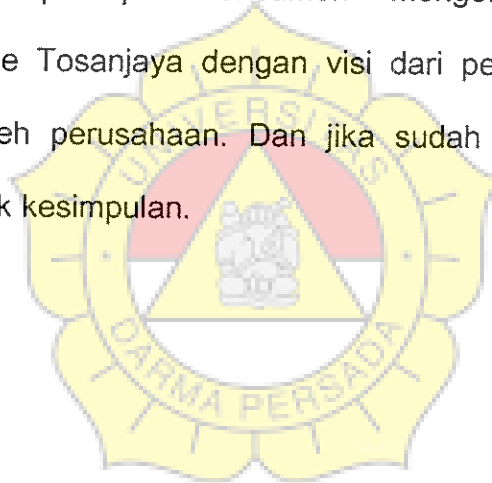 e Tosanjaya dengan visi dari pe
eh perusahaan. Dan jika sudah
k kesimpulan.
UNIVERSITAS
DARMA PERSADA